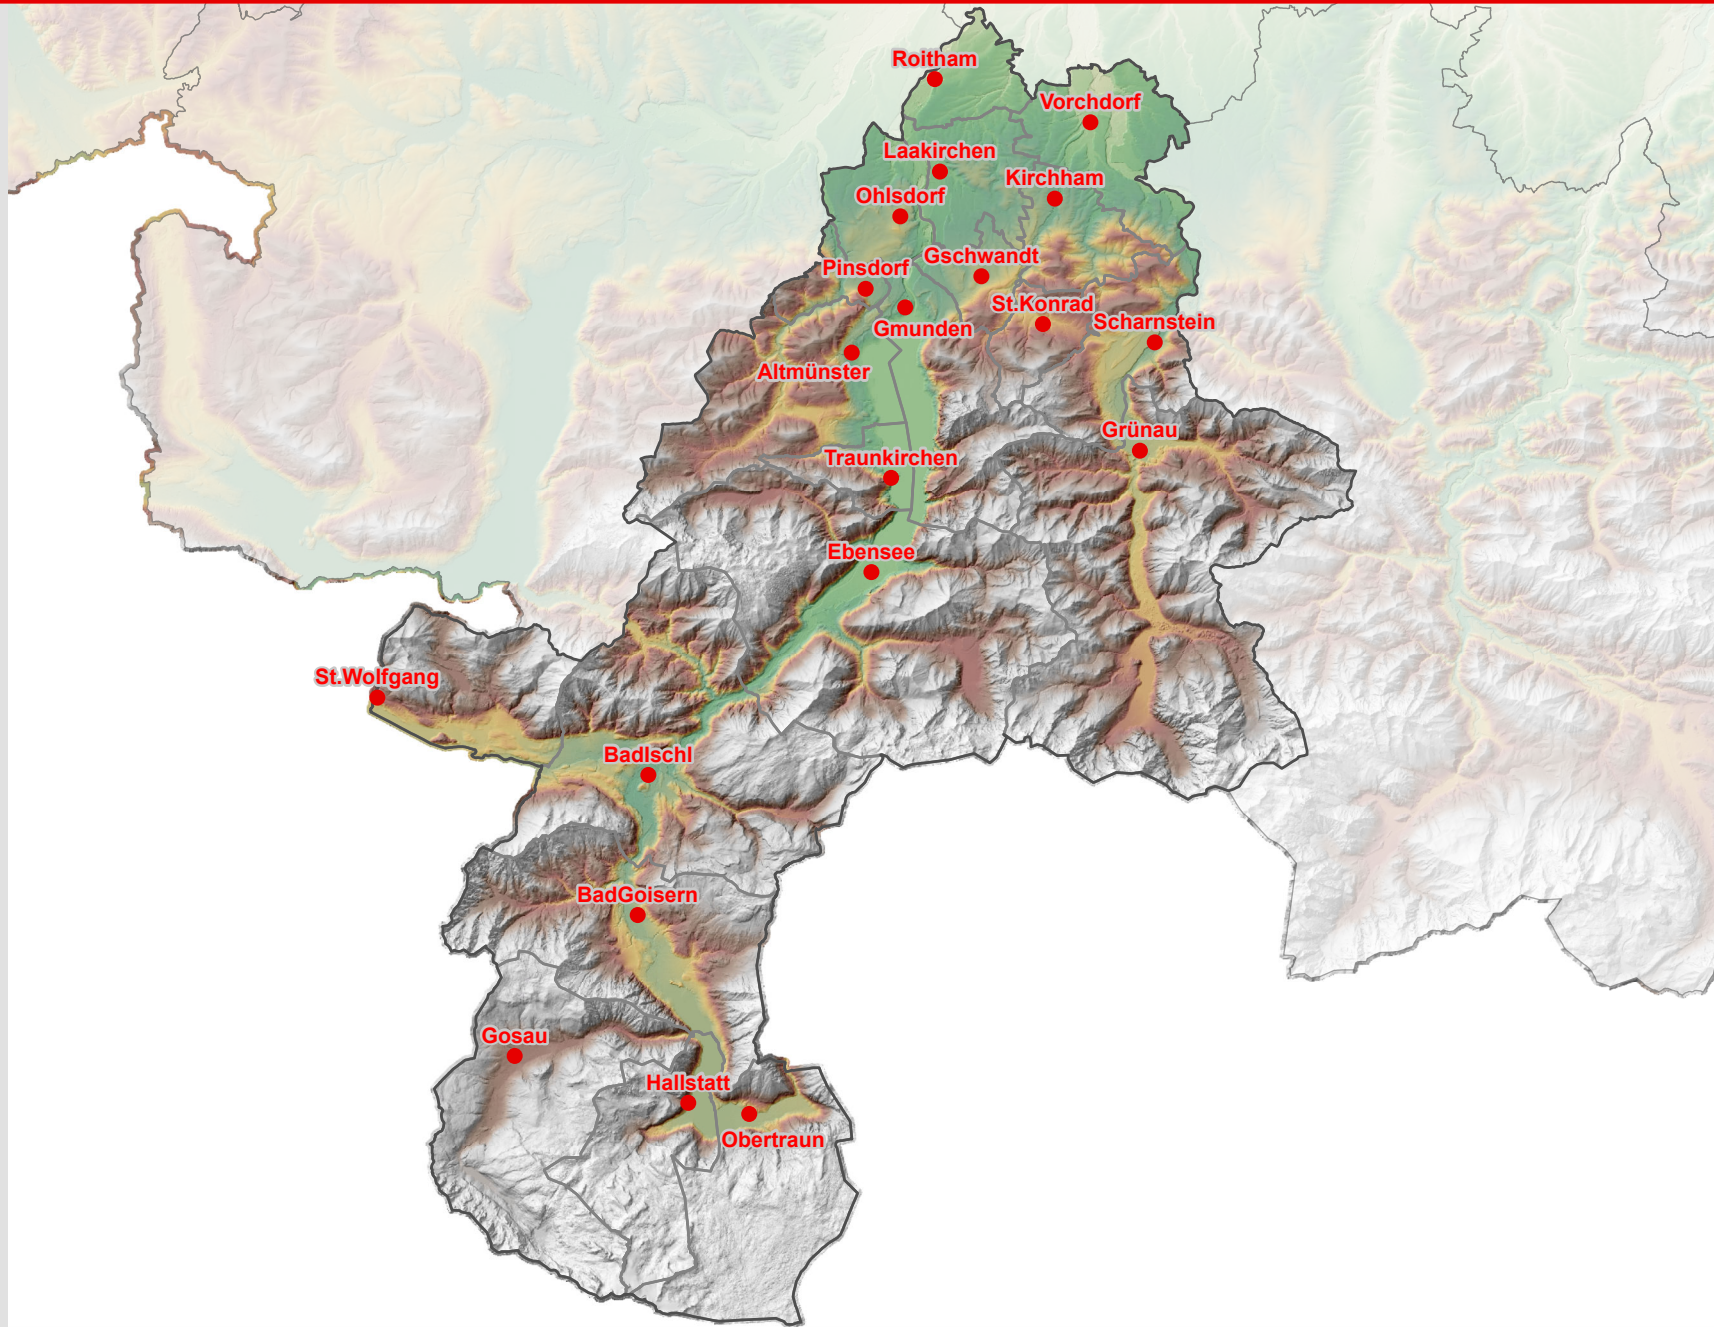 Roitham
Vorchdorf
Laakirchen
Kirchham
Ohlsdorf
Gschwandt
Pinsdorf
St.Konrad
Scharnstein
Gmunden
Altmünster
Grünau
Traunkirchen
Ebensee
St.Wolfgang
BadIschl
BadGoisern
Gosau
Hallstatt
Obertraun